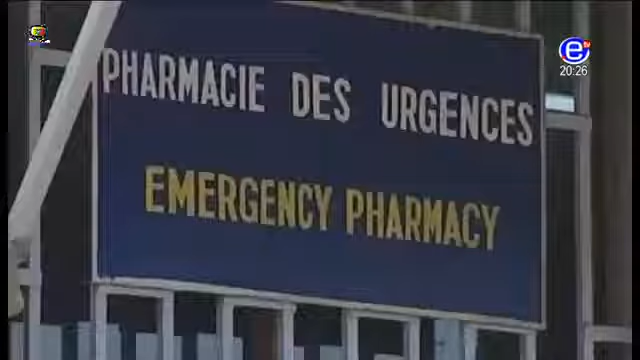 PHARMACIE DES URGENCES
EMERGENCY PHARMACY
e
20:26